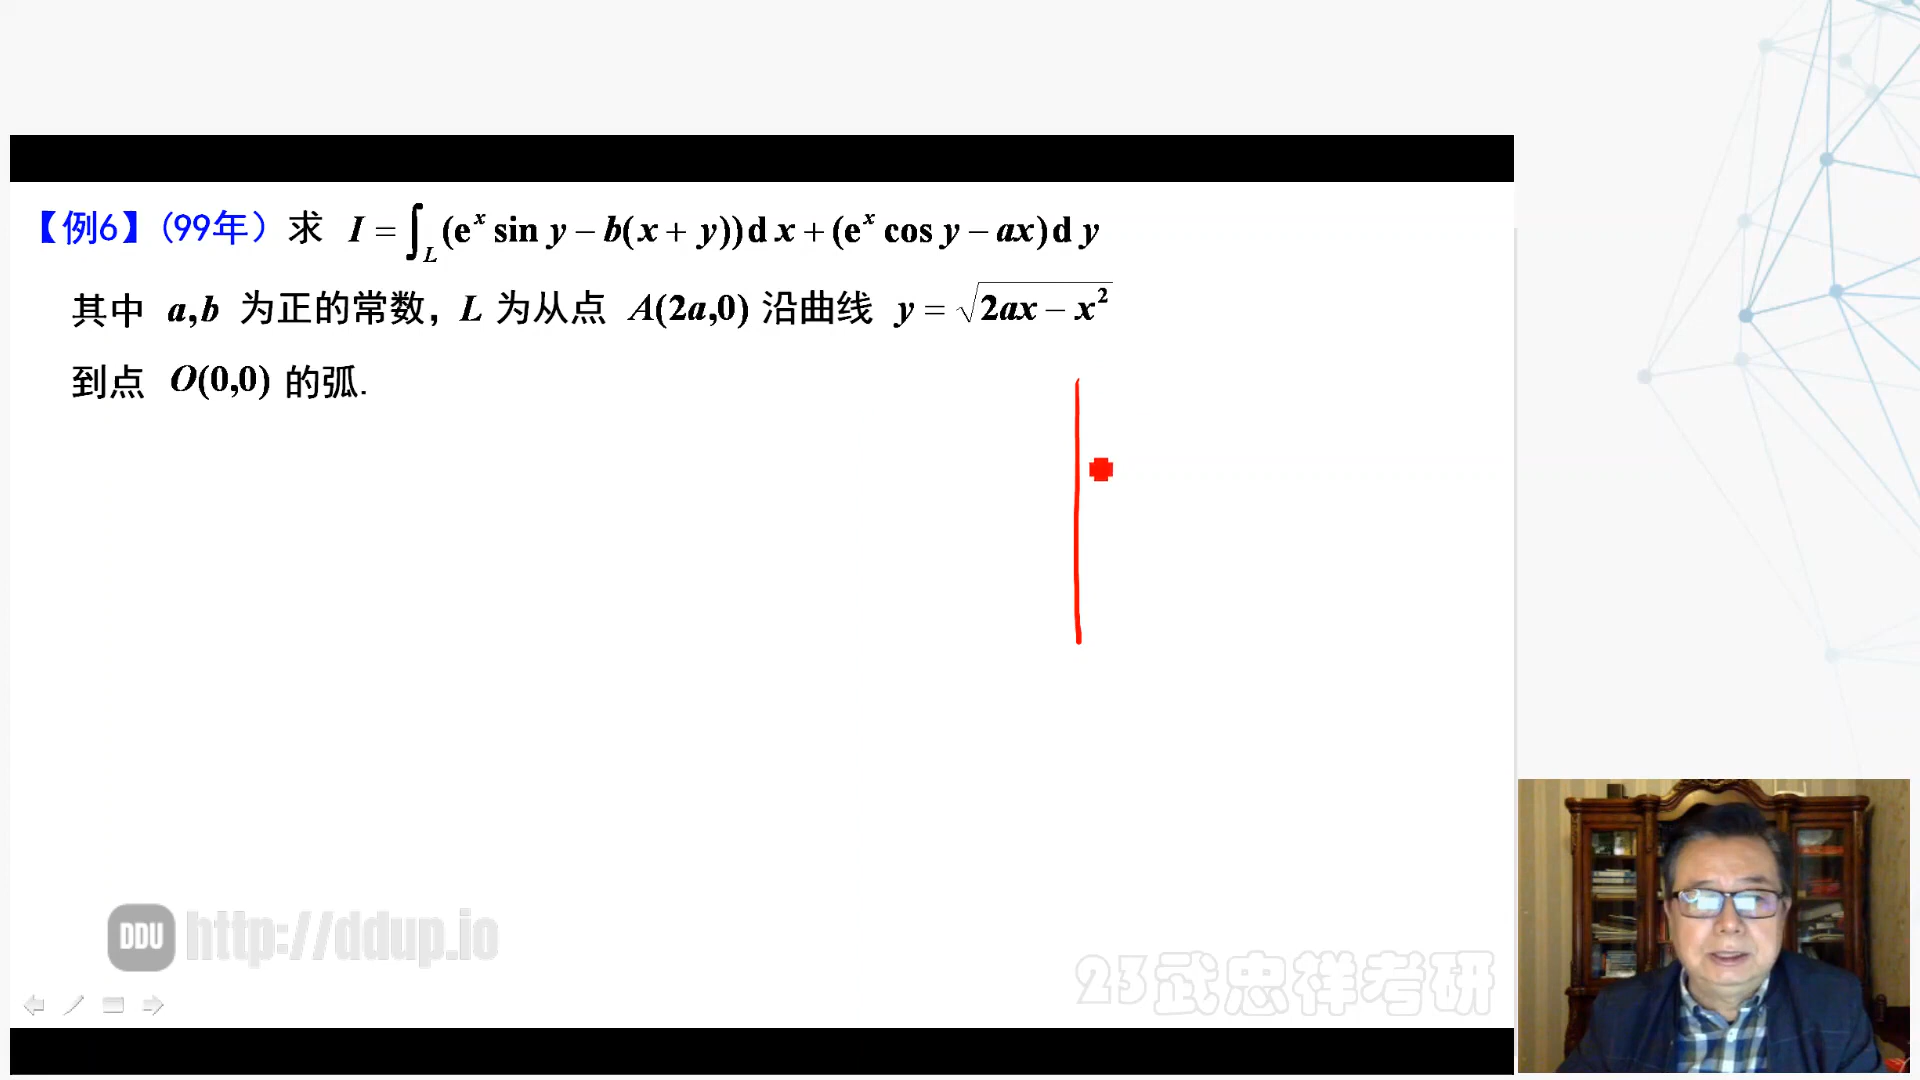 【例6】(99年) 求 I = ∫_L (e^x sin y − b(x + y)) d x + (e^x cos y − ax) d y
其中 a,b 为正的常数, L 为从点 A(2a,0) 沿曲线 y = √(2ax − x²)
到点 O(0,0) 的弧.
DDU http://ddup.io
23武忠祥考研